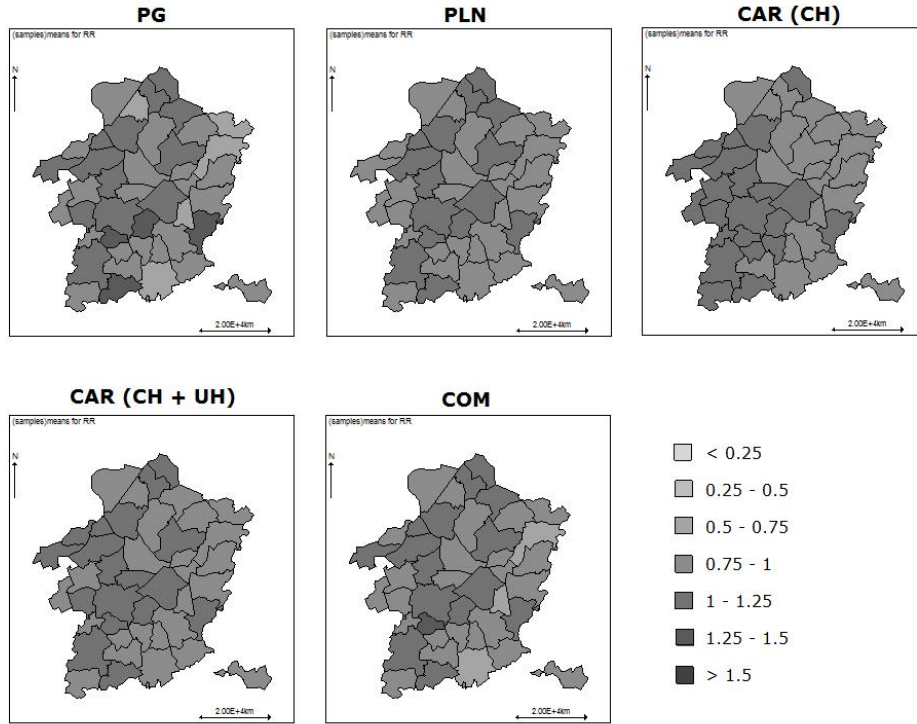 PG
(samples)means for RR
N
2.00E+4km
PLN
(samples)means for RR
N
2.00E+4km
CAR (CH)
(samples)means for RR
N
2.00E+4km
CAR (CH + UH)
(samples)means for RR
N
2.00E+4km
COM
(samples)means for RR
N
2.00E+4km
< 0.25
0.25 - 0.5
0.5 - 0.75
0.75 - 1
1 - 1.25
1.25 - 1.5
> 1.5